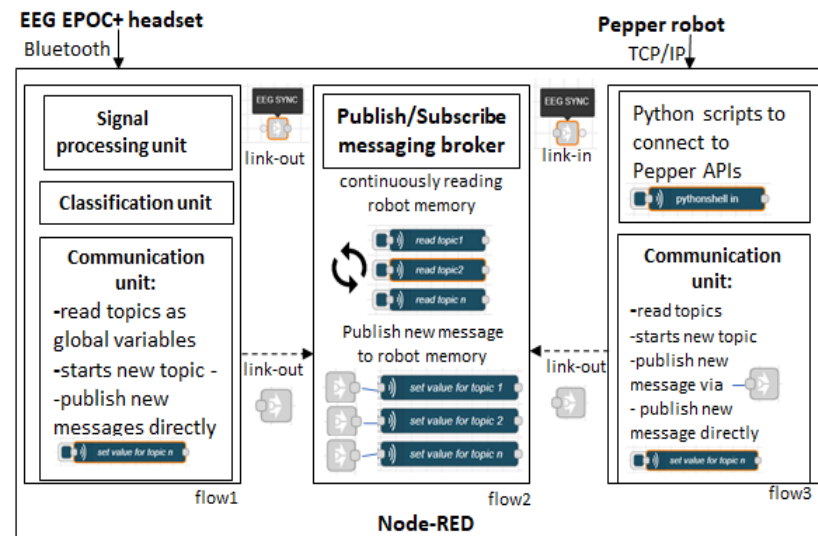 EEG EPOC+ headset
Bluetooth
Pepper robot
TCP/IP
Signal
processing unit
Classification unit
Communication
unit:
-read topics as
global variables
-starts new topic -
-publish new
messages directly
set value for topic n
flow1
EEG SYNC
link-out
link-out
Publish/Subscribe
messaging broker
continuously reading
robot memory
read topic1
read topic2
read topic n
Publish new message
to robot memory
set value for topic 1
set value for topic 2
set value for topic n
flow2
EEG SYNC
link-in
link-out
Python scripts to
connect to
Pepper APIs
pythonshell in
Communication
unit:
-read topics
-starts new topic
-publish new
message via
- publish new
message directly
set value for topic n
flow3
Node-RED